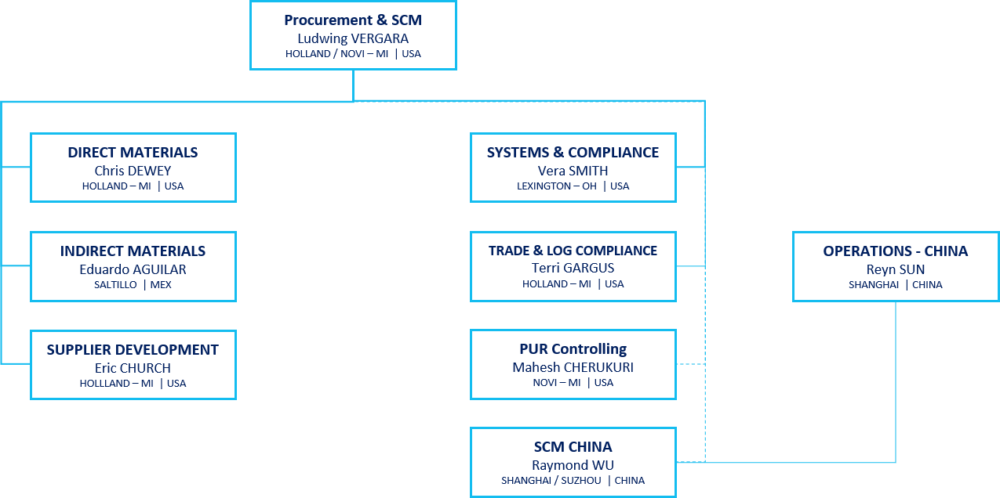 Procurement & SCM
Ludwing VERGARA
HOLLAND / NOVI – MI | USA
DIRECT MATERIALS
Chris DEWEY
HOLLAND – MI | USA
INDIRECT MATERIALS
Eduardo AGUILAR
SALTILLO | MEX
SUPPLIER DEVELOPMENT
Eric CHURCH
HOLLLAND – MI | USA
SYSTEMS & COMPLIANCE
Vera SMITH
LEXINGTON – OH | USA
TRADE & LOG COMPLIANCE
Terri GARGUS
HOLLAND – MI | USA
PUR Controlling
Mahesh CHERUKURI
NOVI – MI | USA
SCM CHINA
Raymond WU
SHANGHAI / SUZHOU | CHINA
OPERATIONS - CHINA
Reyn SUN
SHANGHAI | CHINA